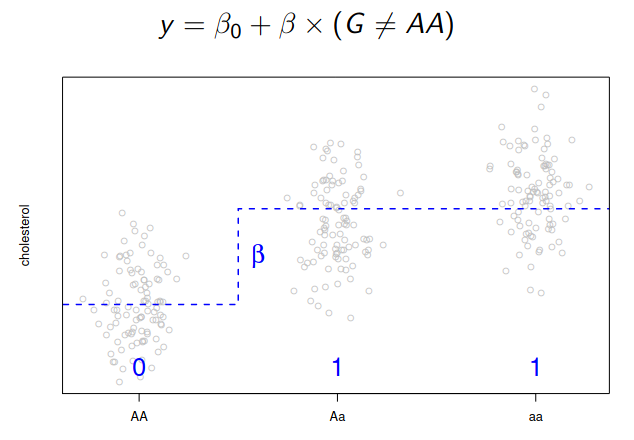 y = β₀ + β × (G ≠ AA)
cholesterol
β
0 1 1
AA Aa aa